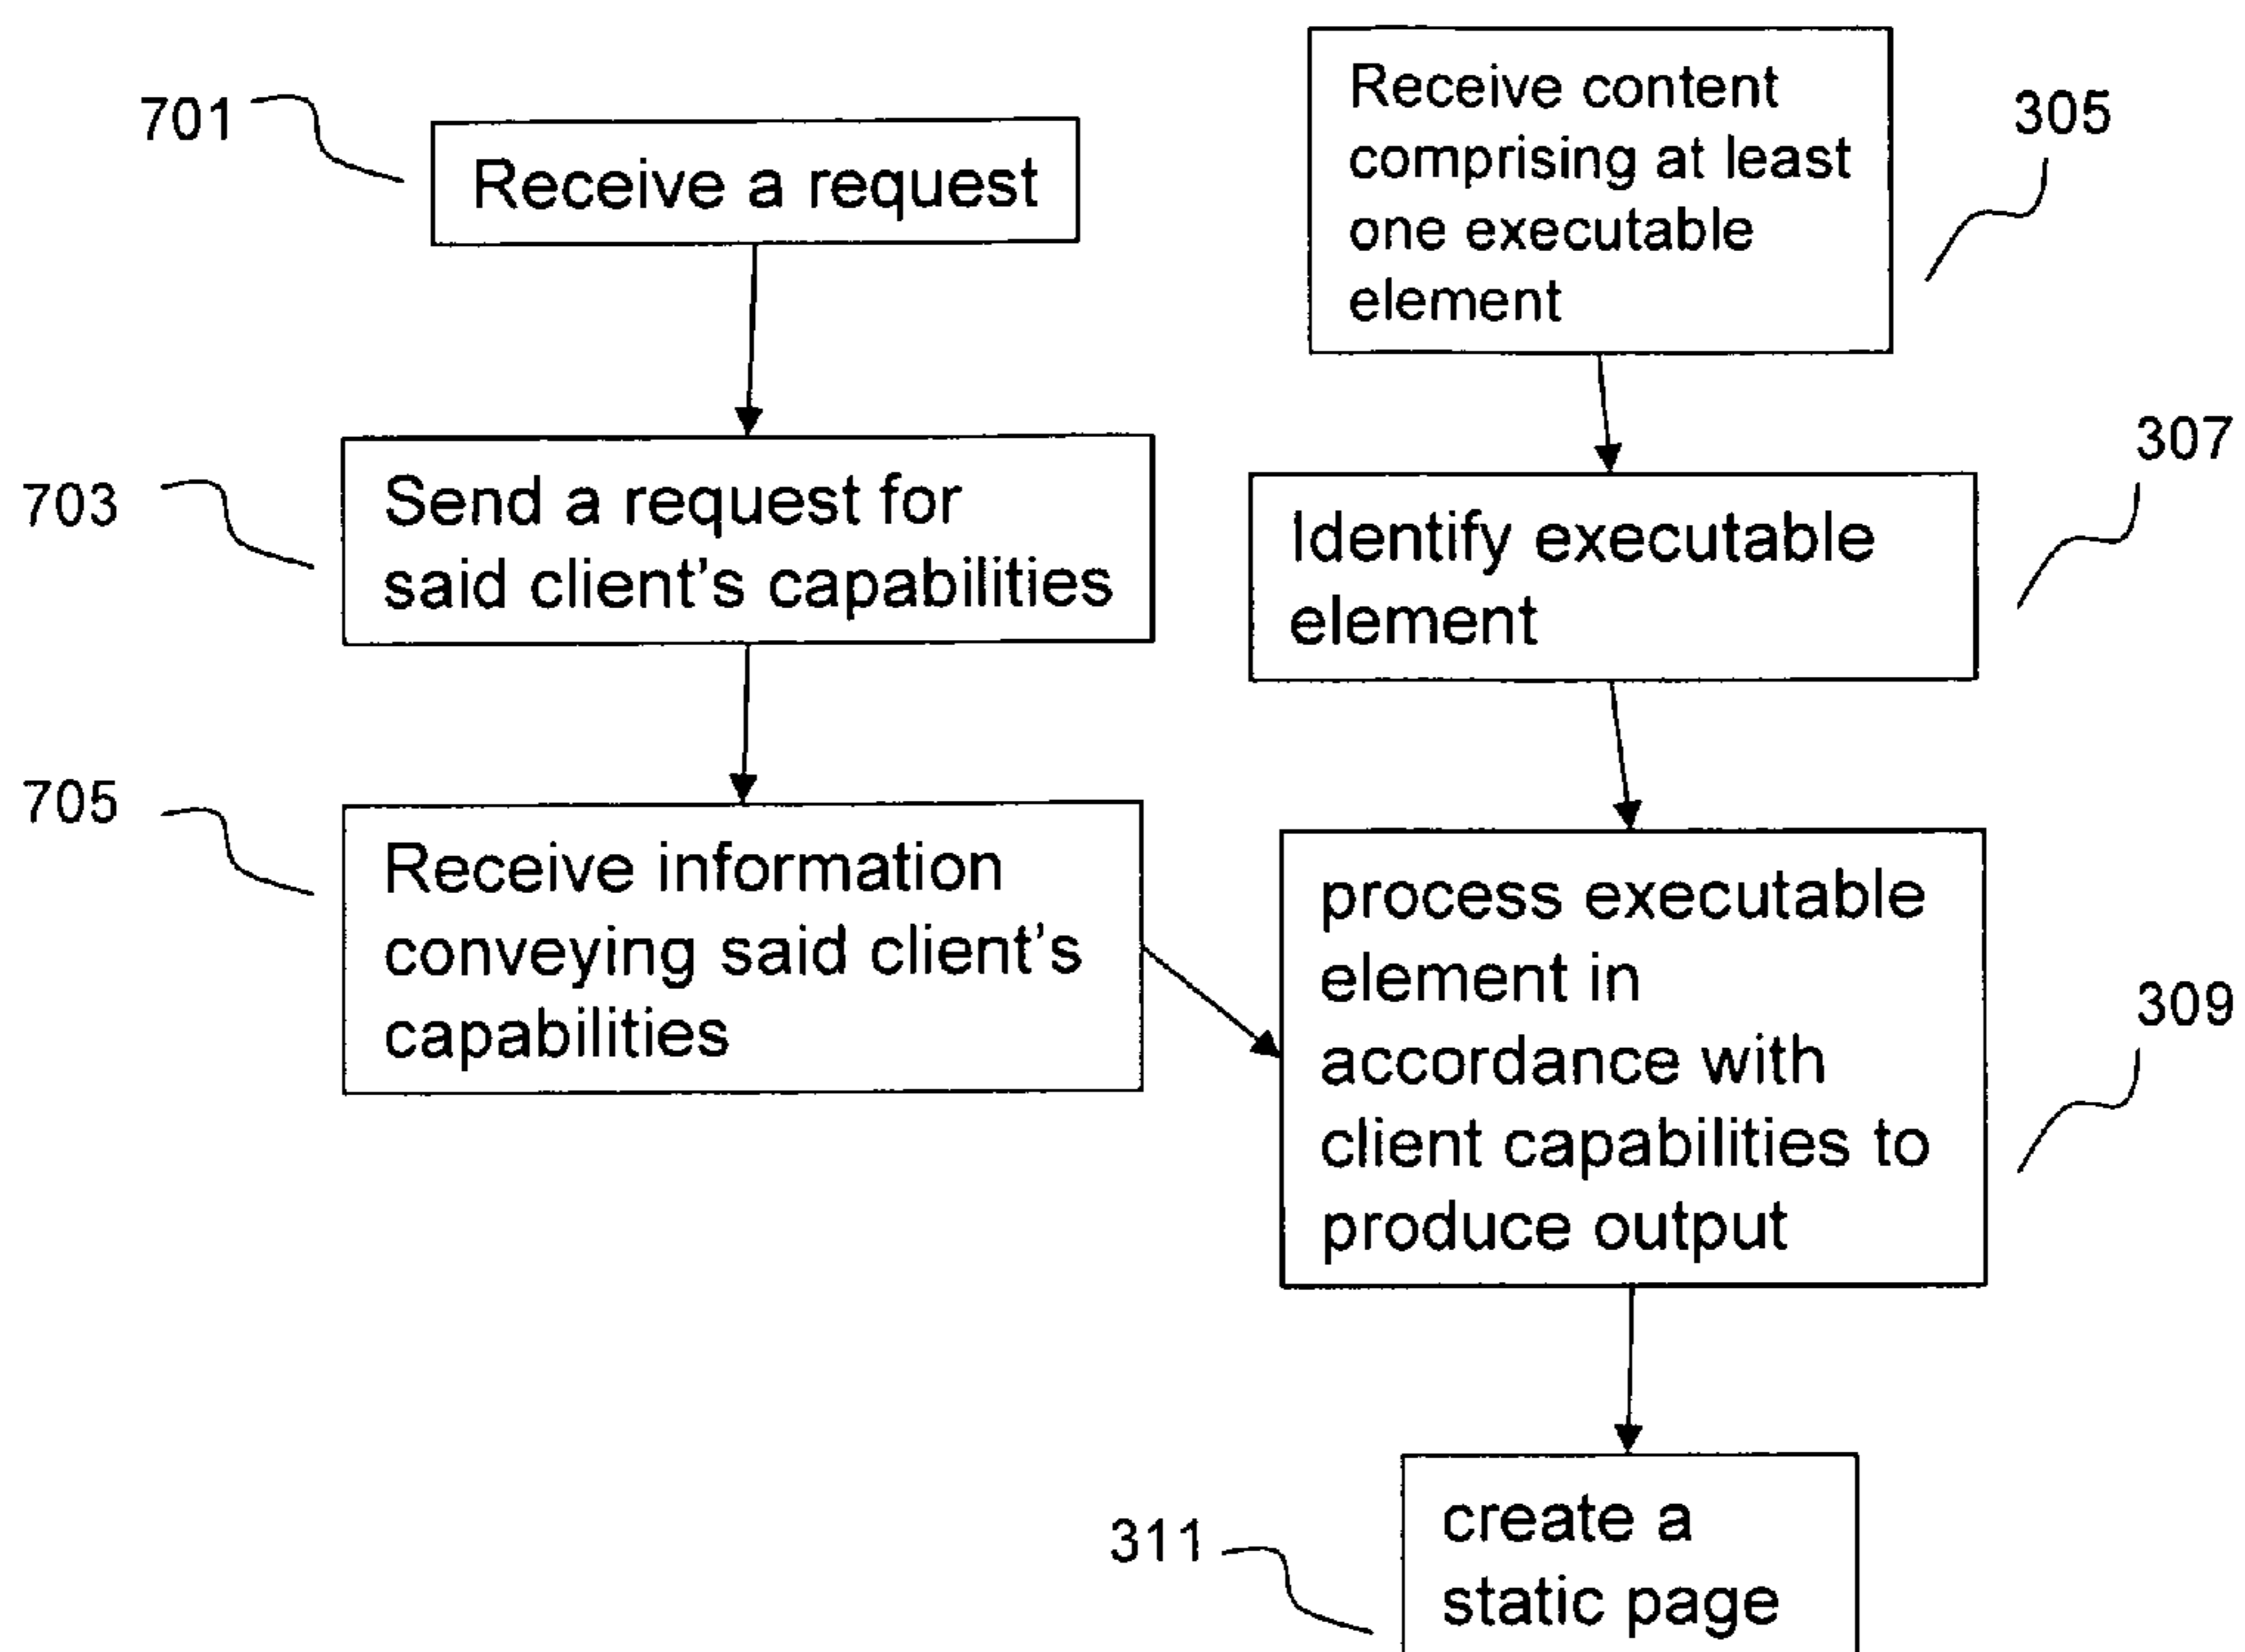 701
Receive a request
703
Send a request for
said client's capabilities
705
Receive information
conveying said client's
capabilities
Receive content
comprising at least
one executable
element
305
Identify executable
element
307
process executable
element in
accordance with
client capabilities to
produce output
309
311
create a
static page